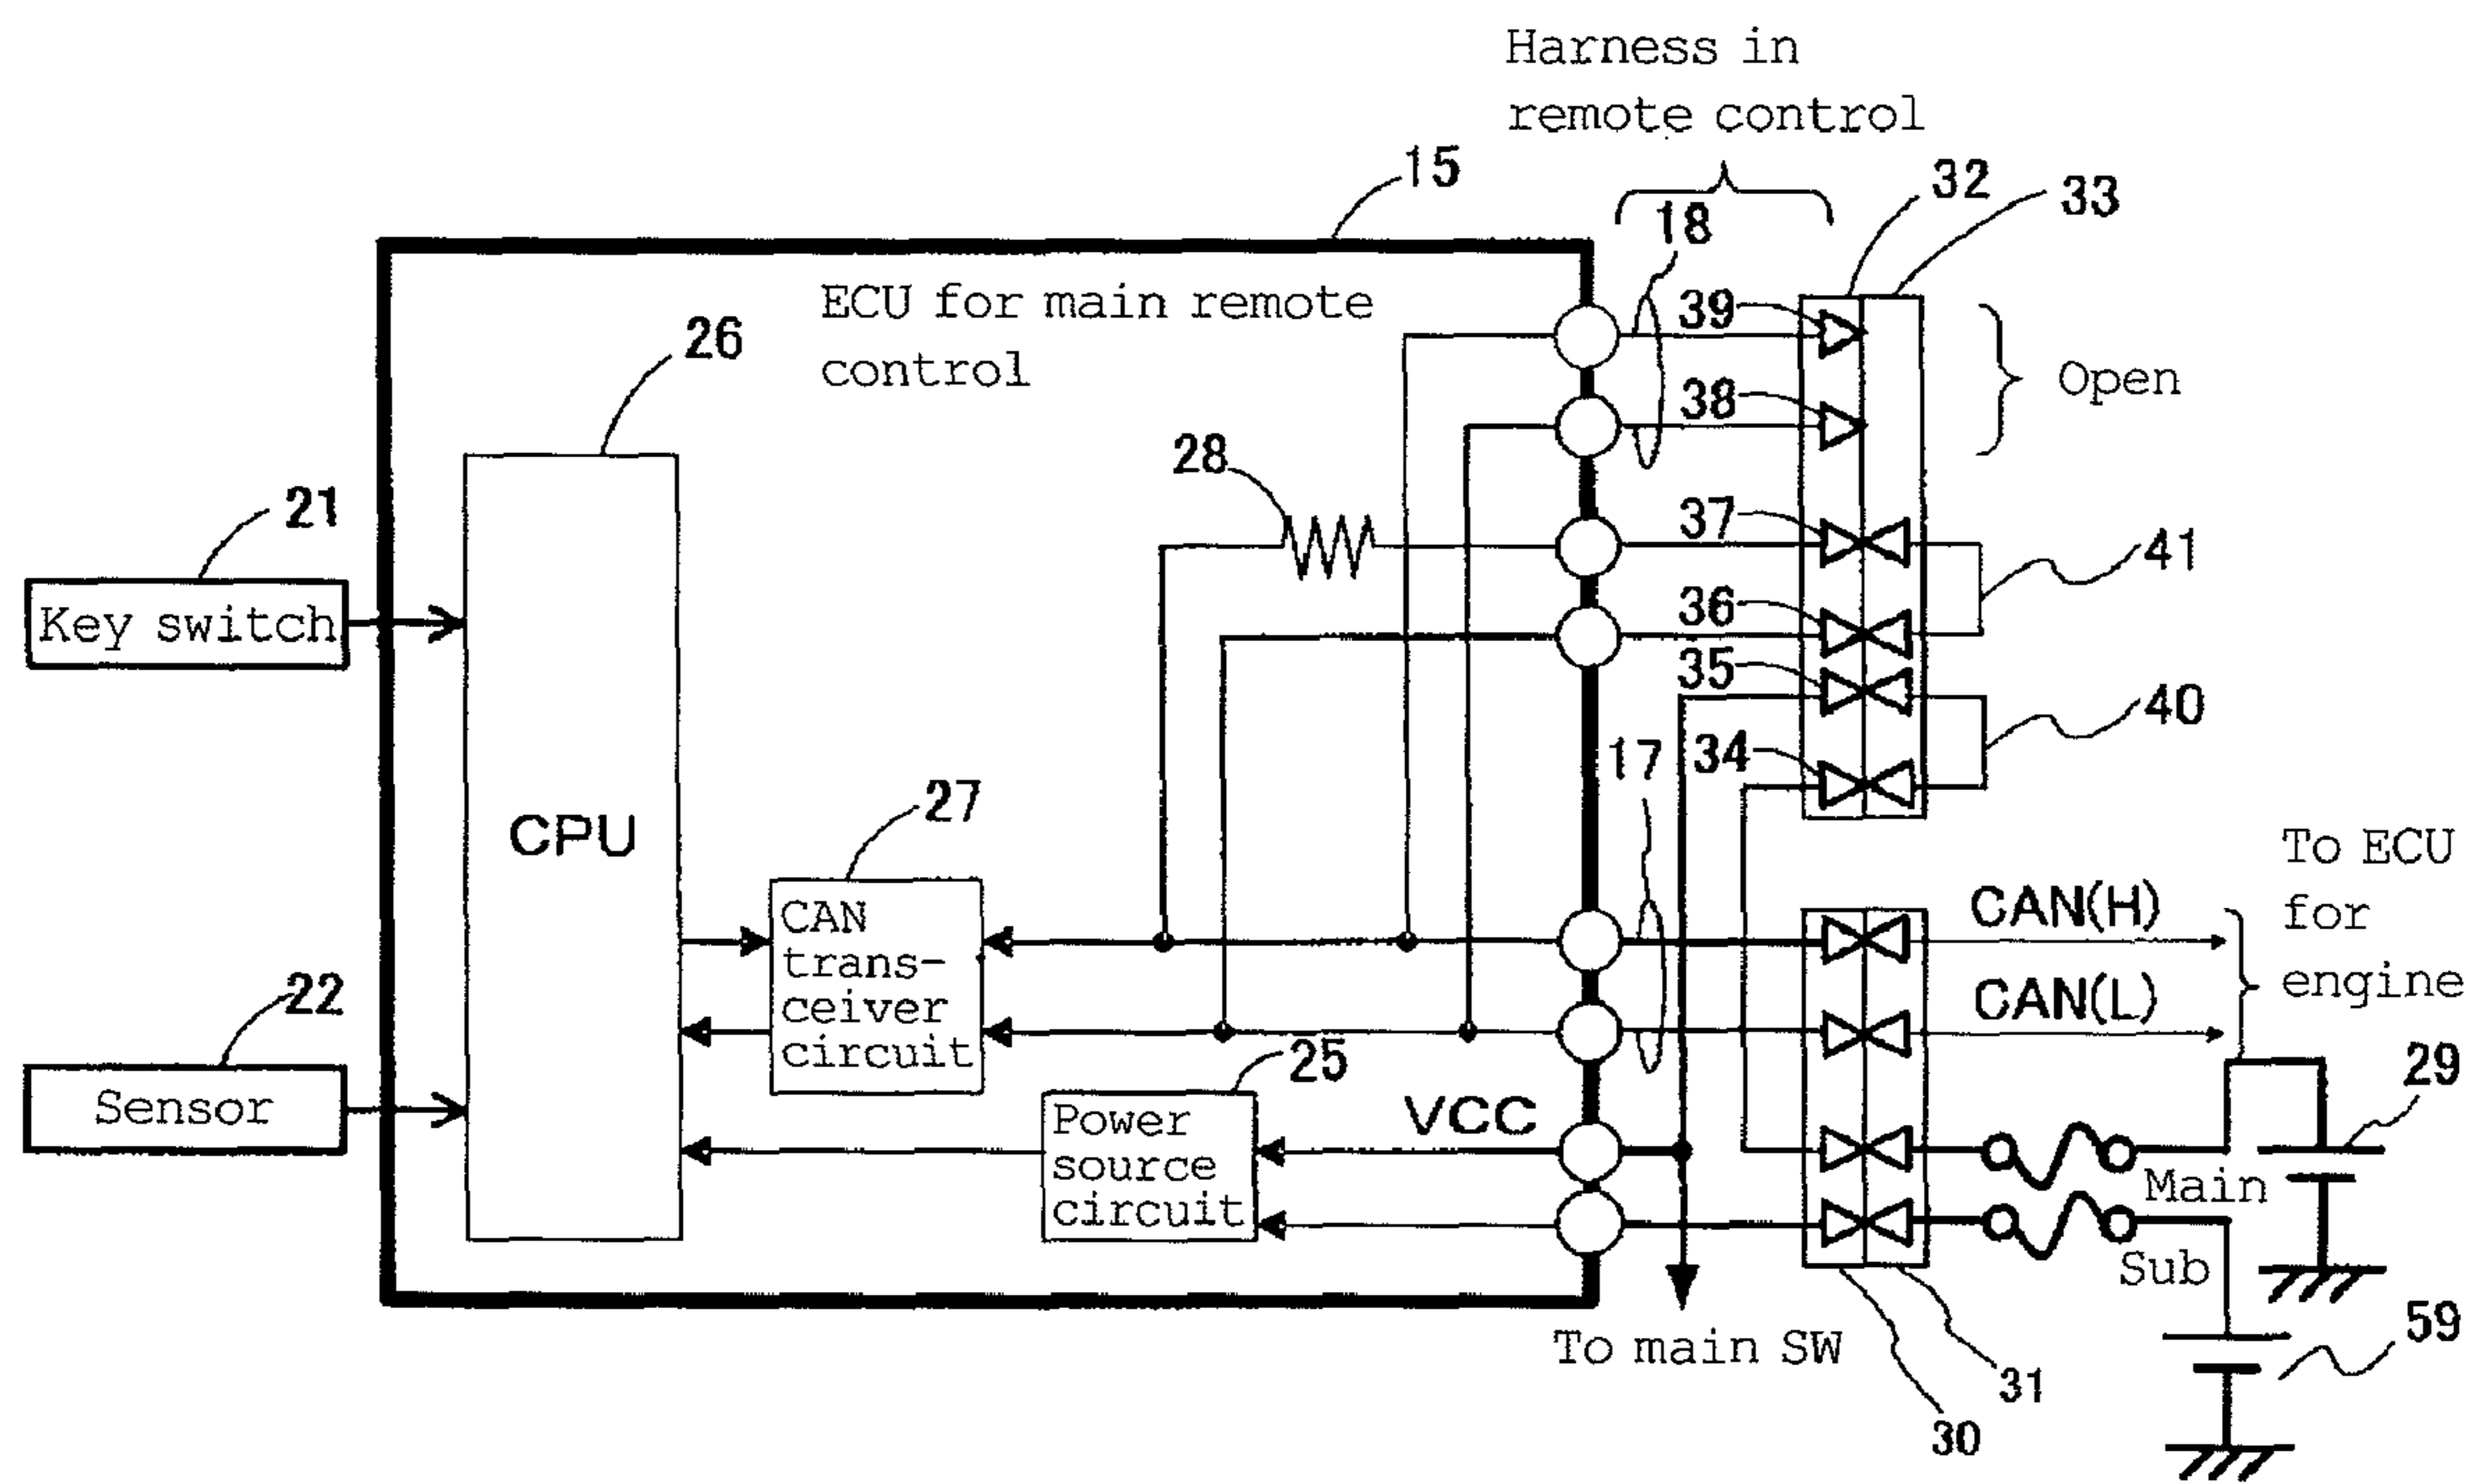 Harness in
remote control
15
32
33
18
ECU for main remote
control
39
38
Open
26
28
37
41
21
36
Key switch
35
40
17
34
27
CPU
To ECU
for
engine
CAN
trans-
ceiver
circuit
CAN(H)
CAN(L)
22
25
29
Sensor
Power
source
circuit
VCC
Main
Sub
59
To main SW
31
30